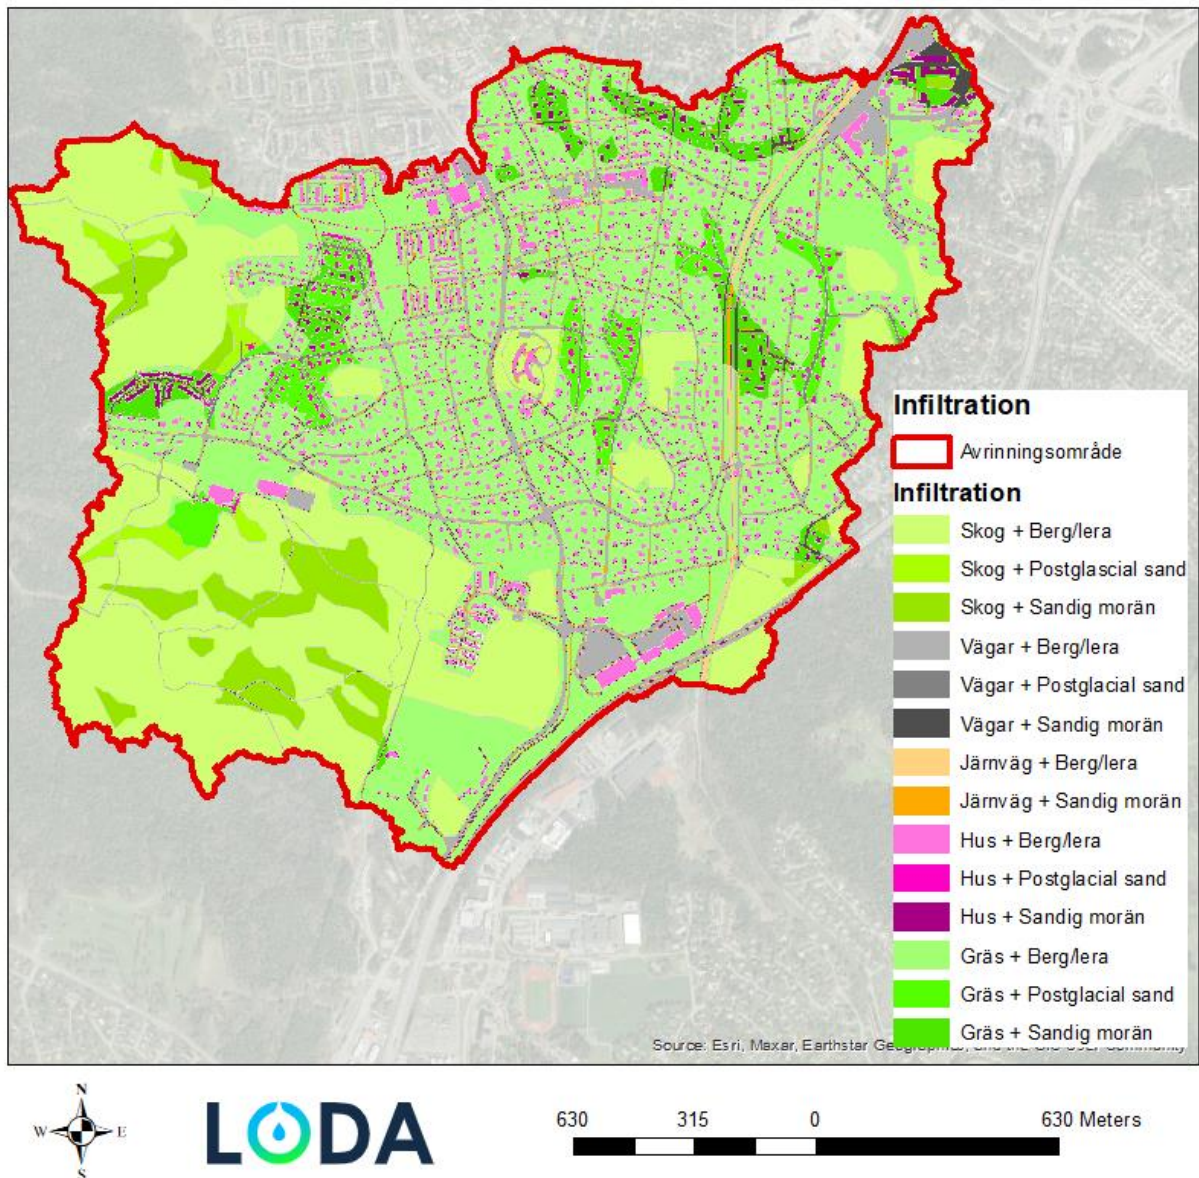 Infiltration
Avrinningsområde
Infiltration
Skog + Berg/lera
Skog + Postglascial sand
Skog + Sandig morän
Vägar + Berg/lera
Vägar + Postglacial sand
Vägar + Sandig morän
Järnväg + Berg/lera
Järnväg + Sandig morän
Hus + Berg/lera
Hus + Postglacial sand
Hus + Sandig morän
Gräs + Berg/lera
Gräs + Postglacial sand
Gräs + Sandig morän
Source: Esri, Maxar, Earthstar
N
W E
S
LODA
630 315 0 630 Meters